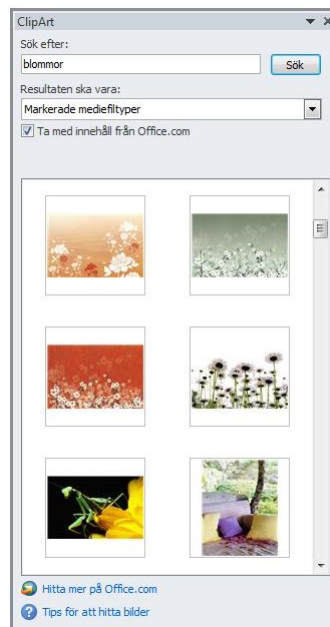 ClipArt
Sök efter:
blommor
Sök
Resultaten ska vara:
Markerade mediefiltyper
Ta med innehåll från Office.com
Hitta mer på Office.com
Tips för att hitta bilder